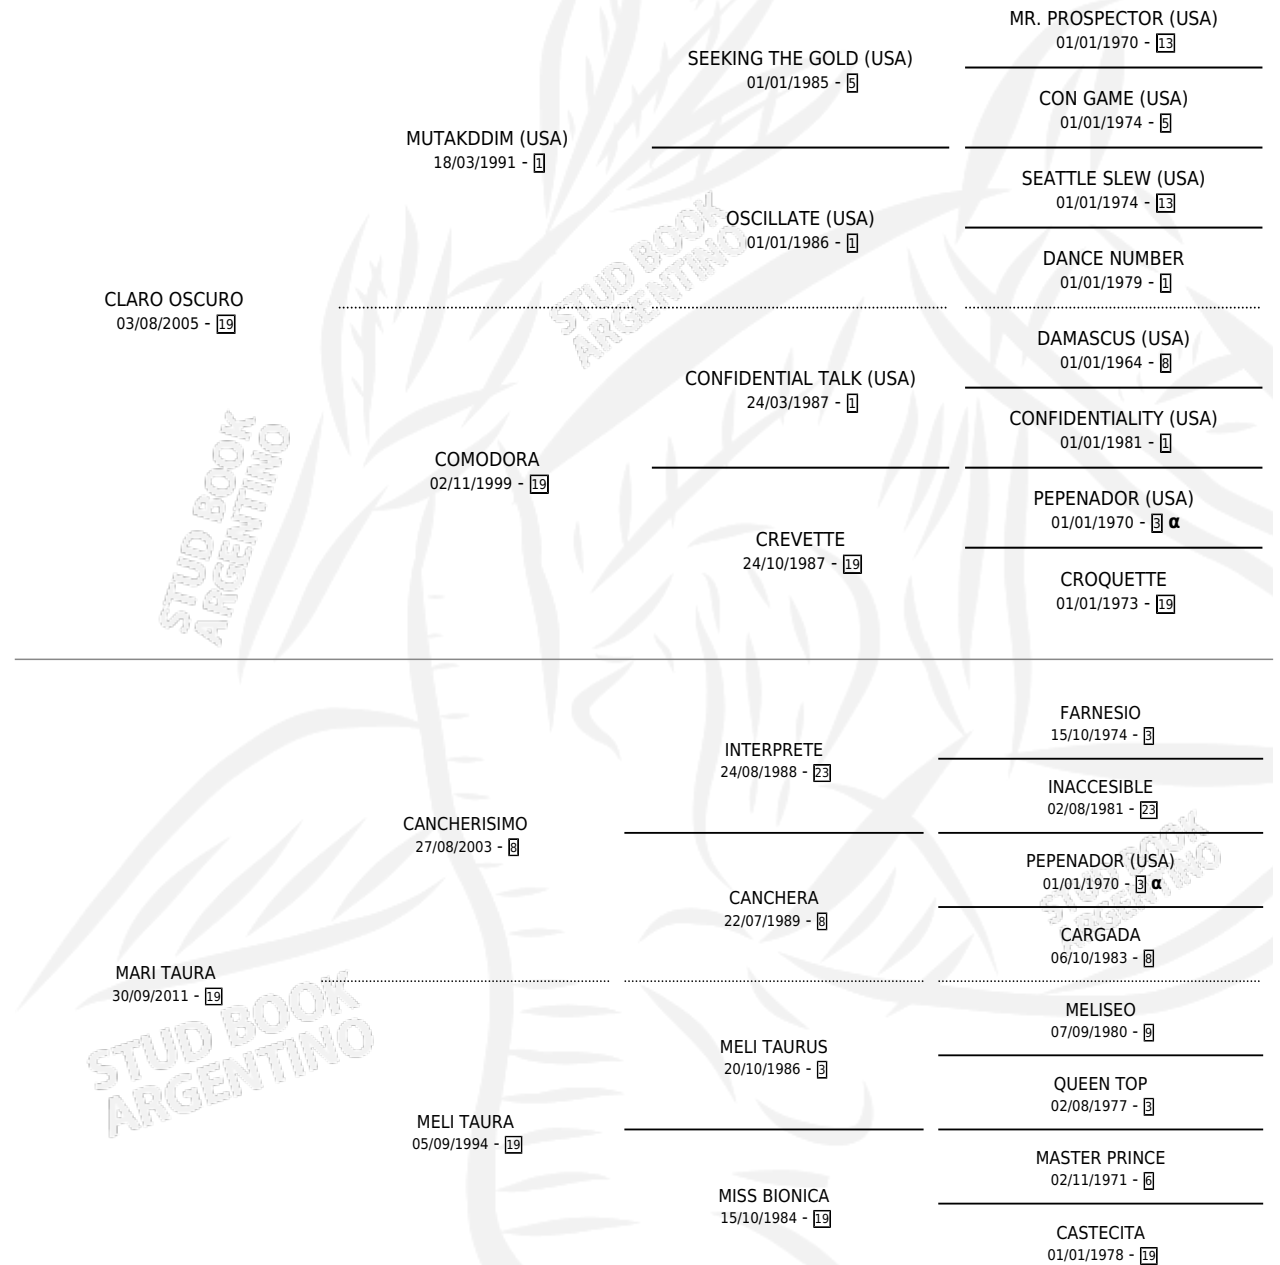 MR. PROSPECTOR (USA)
01/01/1970 - 13
SEEKING THE GOLD (USA)
01/01/1985 - 5
CON GAME (USA)
01/01/1974 - 5
MUTAKDDIM (USA)
18/03/1991 - 1
SEATTLE SLEW (USA)
01/01/1974 - 13
OSCILLATE (USA)
01/01/1986 - 1
DANCE NUMBER
01/01/1979 - 1
CLARO OSCURO
03/08/2005 - 19
DAMASCUS (USA)
01/01/1964 - 8
CONFIDENTIAL TALK (USA)
24/03/1987 - 1
CONFIDENTIALITY (USA)
01/01/1981 - 1
COMODORA
02/11/1999 - 19
PEPENADOR (USA)
01/01/1970 - 3 α
CREVETTE
24/10/1987 - 19
CROQUETTE
01/01/1973 - 19
FARNESIO
15/10/1974 - 3
INTERPRETE
24/08/1988 - 23
INACCESIBLE
02/08/1981 - 23
CANCHERISIMO
27/08/2003 - 8
PEPENADOR (USA)
01/01/1970 - 3 α
CANCHERA
22/07/1989 - 8
CARGADA
06/10/1983 - 8
MARI TAURA
30/09/2011 - 19
MELISEO
07/09/1980 - 9
MELI TAURUS
20/10/1986 - 3
QUEEN TOP
02/08/1977 - 3
MELI TAURA
05/09/1994 - 19
MASTER PRINCE
02/11/1971 - 6
MISS BIONICA
15/10/1984 - 19
CASTECITA
01/01/1978 - 19
STUD BOOK
ARGENTINO
STUD BOOK
ARGENTINO
STUD BOOK
ARGENTINO
STUD BOOK
ARGENTINO